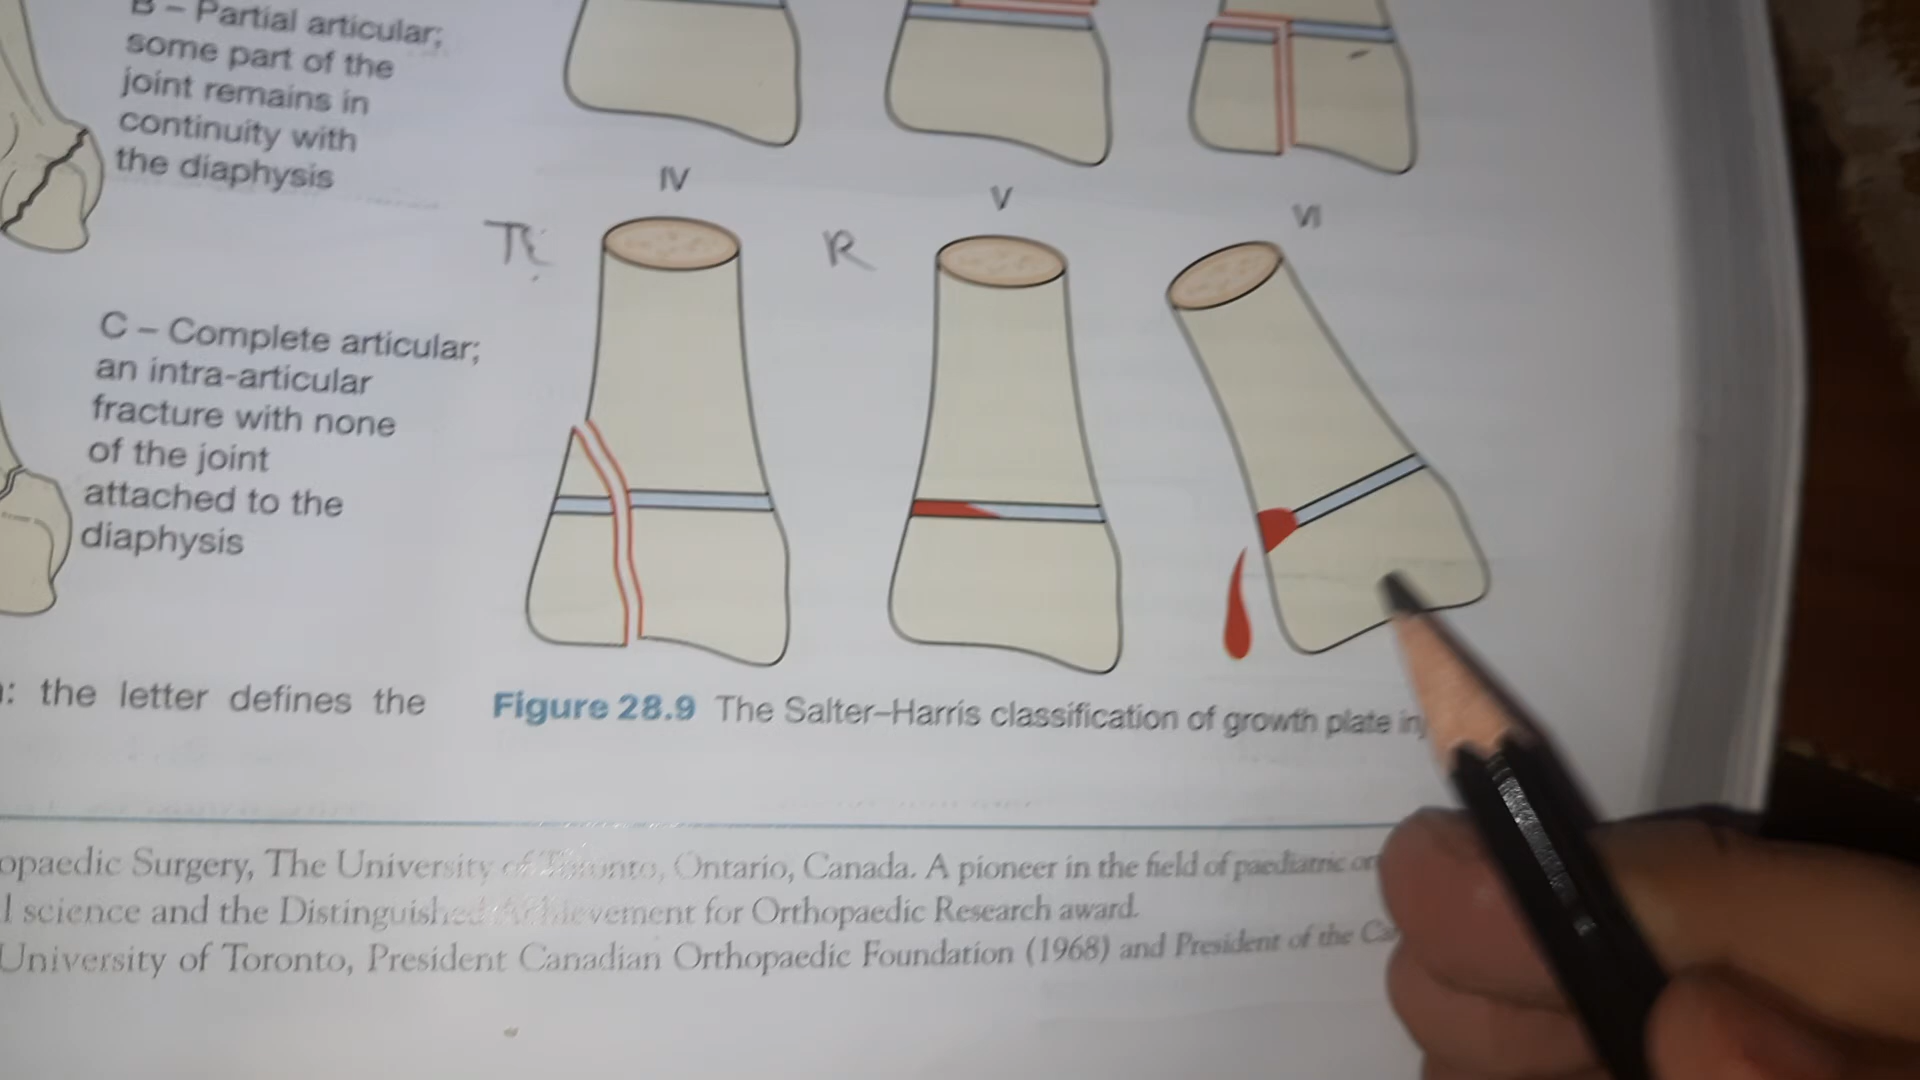 B – Partial articular;
some part of the
joint remains in
continuity with
the diaphysis
IV
V
VI
R
C – Complete articular;
an intra-articular
fracture with none
of the joint
attached to the
diaphysis
: the letter defines the
Figure 28.9 The Salter–Harris classification of growth plate inj
opaedic Surgery, The University of Toronto, Ontario, Canada. A pioneer in the field of paediatric or
l science and the Distinguished Achievement for Orthopaedic Research award.
University of Toronto, President Canadian Orthopaedic Foundation (1968) and President of the Ca